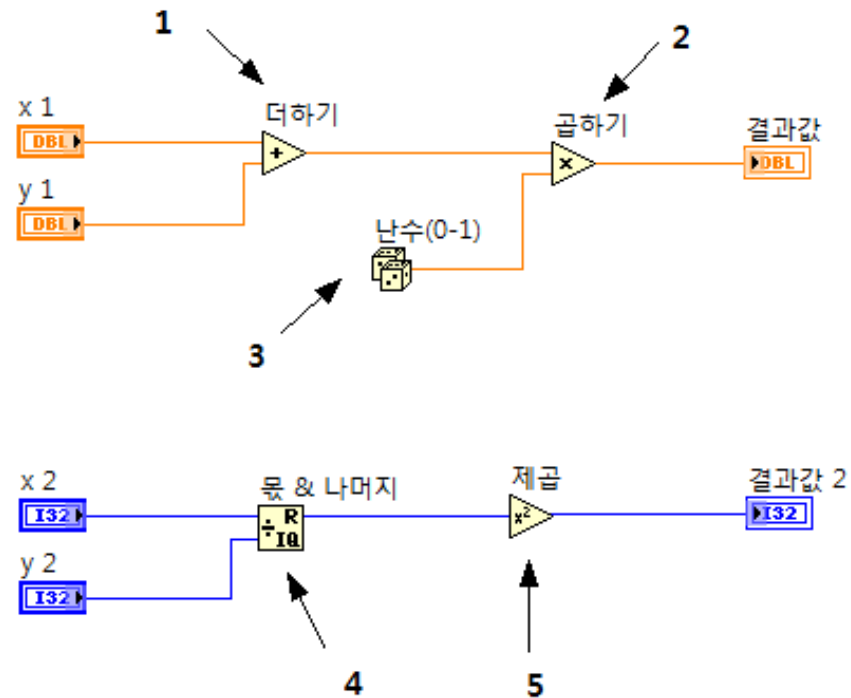 1
2
x 1
더하기
곱하기
결과값
DBL
+
x
DBL
y 1
DBL
난수(0-1)
3
x 2
몫 & 나머지
제곱
결과값 2
I32
÷ R
IQ
x²
I32
y 2
I32
4
5